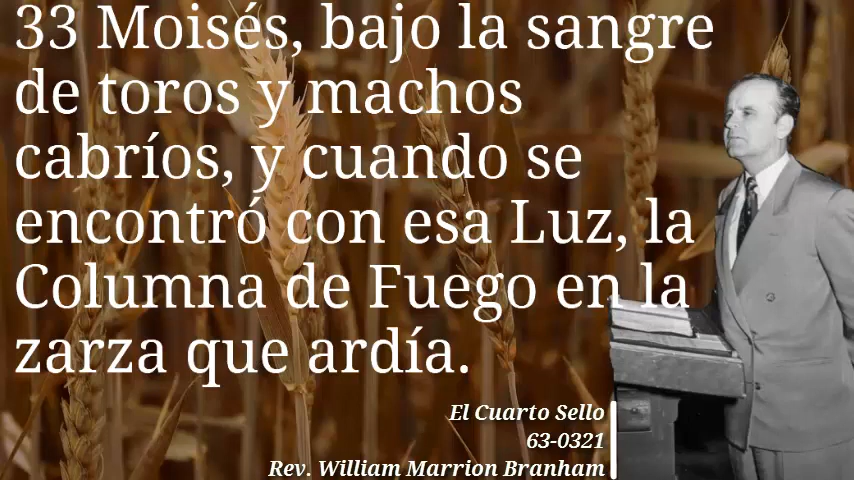 33 Moisés, bajo la sangre
de toros y machos
cabríos, y cuando se
encontró con esa Luz, la
Columna de Fuego en la
zarza que ardía.
El Cuarto Sello
63-0321
Rev. William Marrion Branham